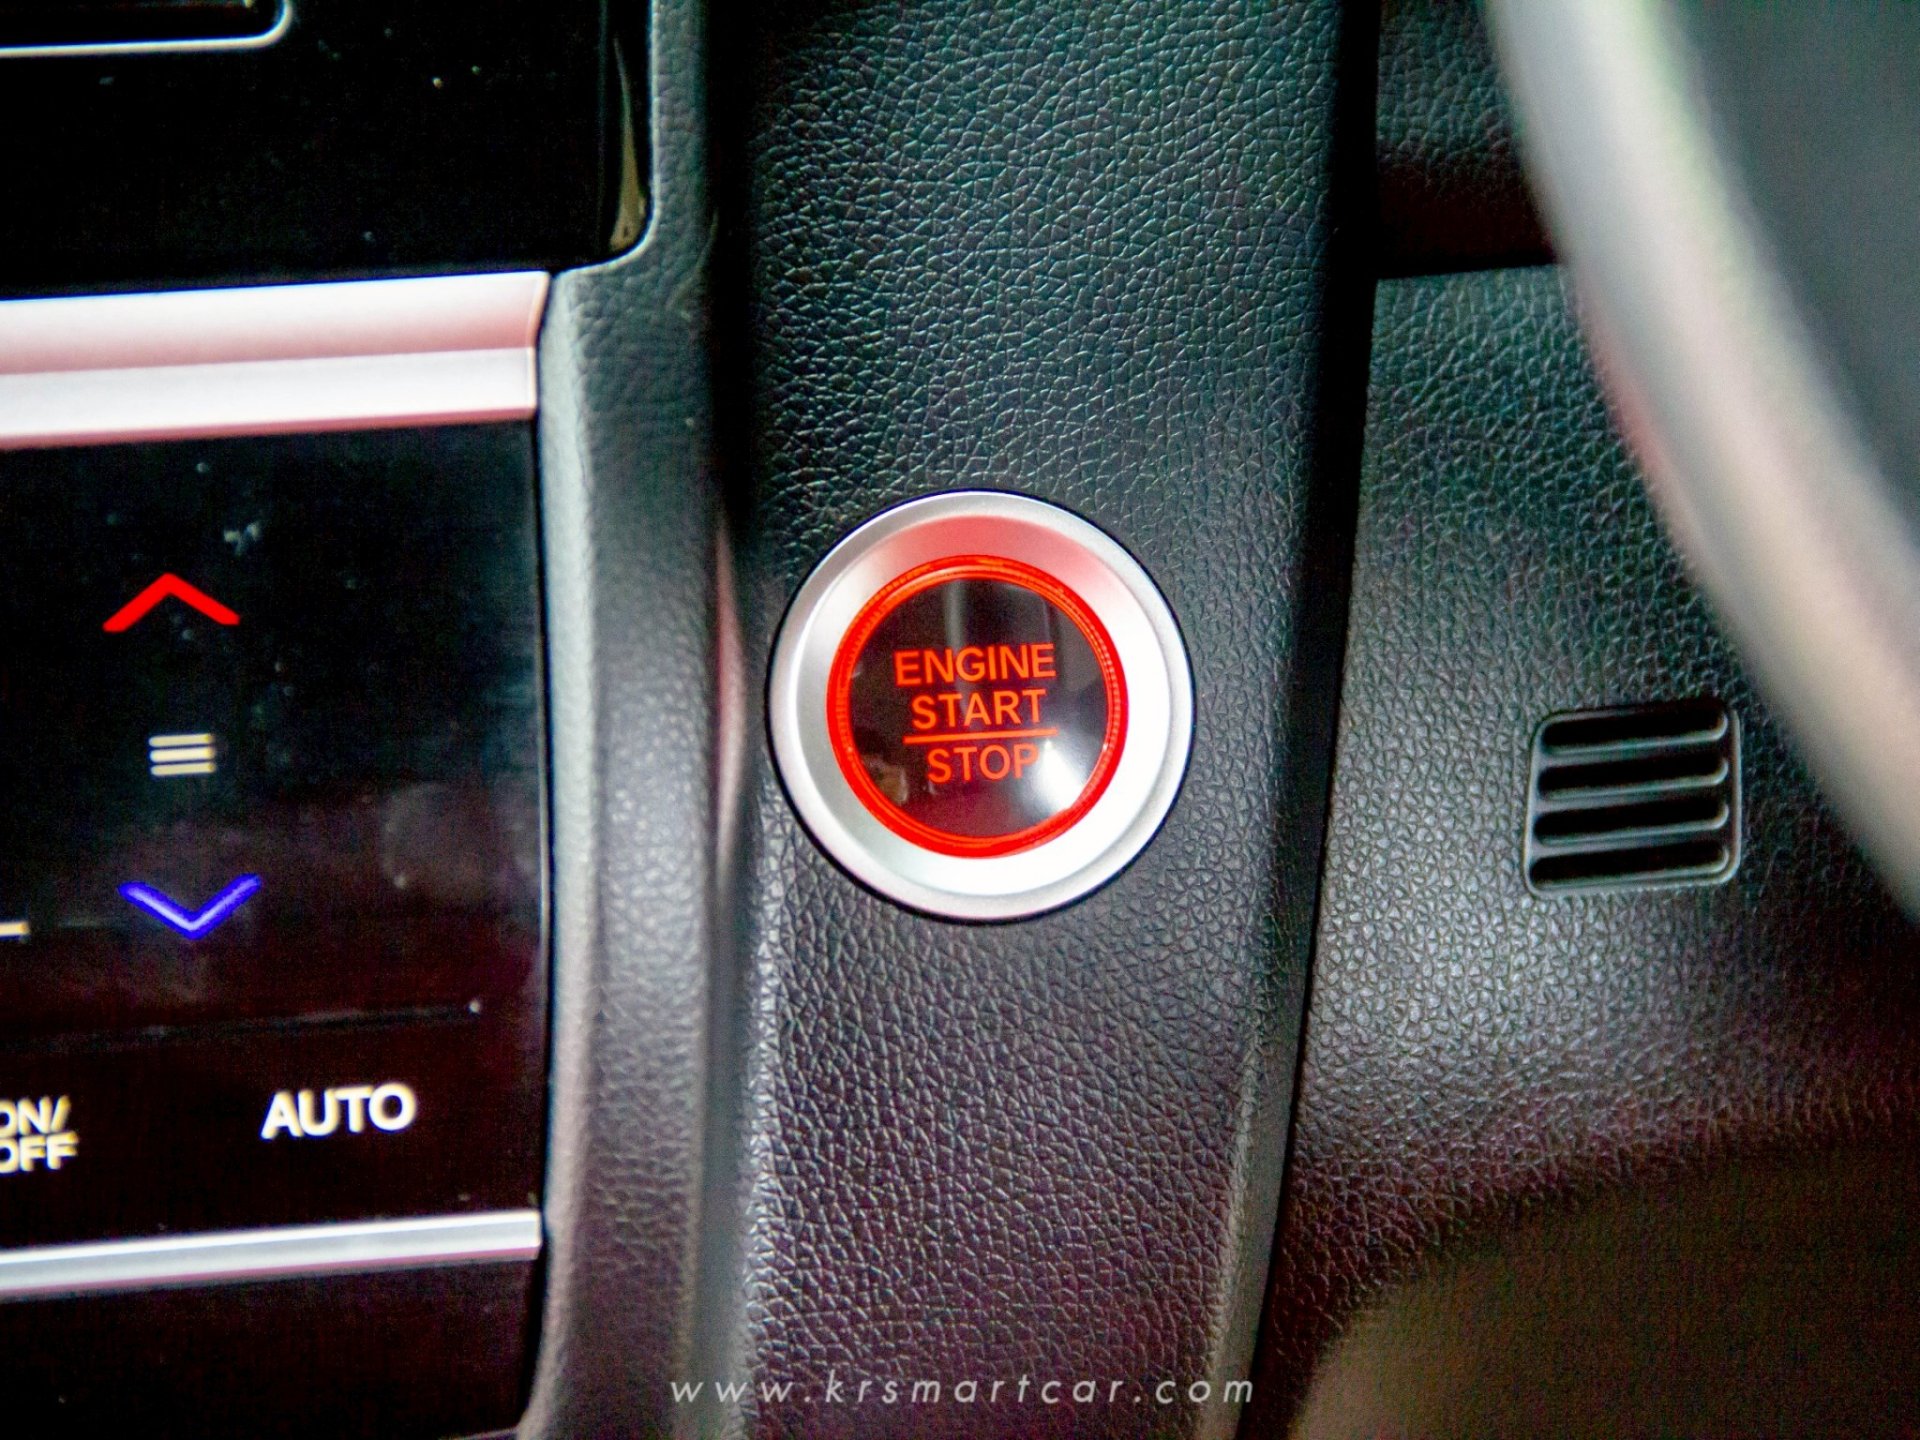 ENGINE
START
STOP
ON/
OFF
AUTO
www.krsmartcar.com